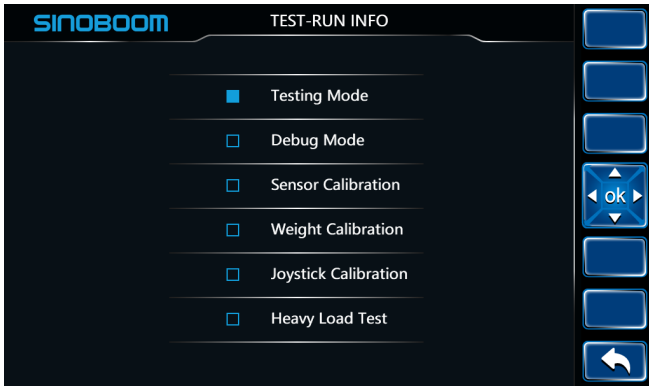 SINOBOOM
TEST-RUN INFO
Testing Mode
Debug Mode
Sensor Calibration
ok
Weight Calibration
Joystick Calibration
Heavy Load Test